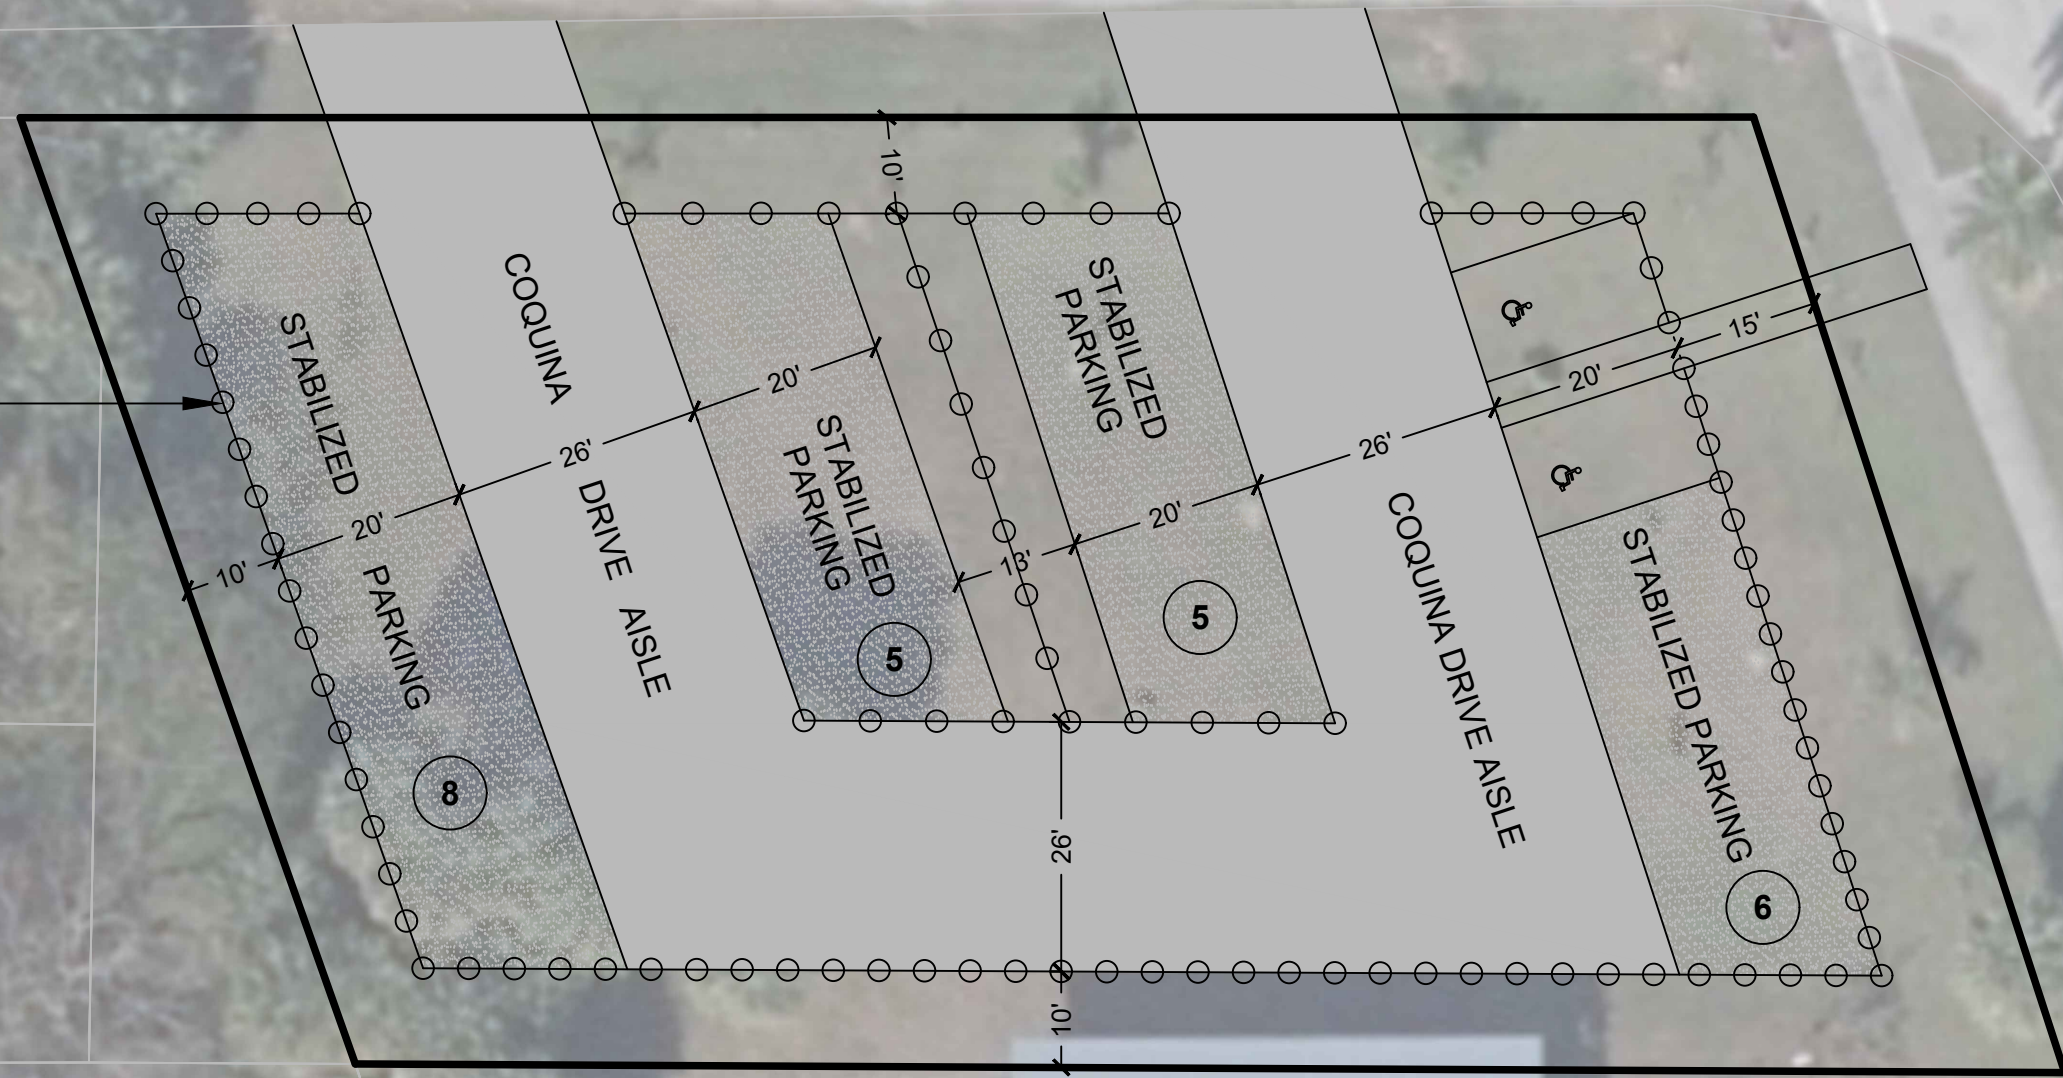 10'
COQUINA DRIVE AISLE
STABILIZED PARKING
8
10'
20'
26'
20'
STABILIZED
PARKING
5
13'
STABILIZED
PARKING
5
20'
26'
COQUINA DRIVE AISLE
20'
15'
STABILIZED PARKING
6
26'
10'